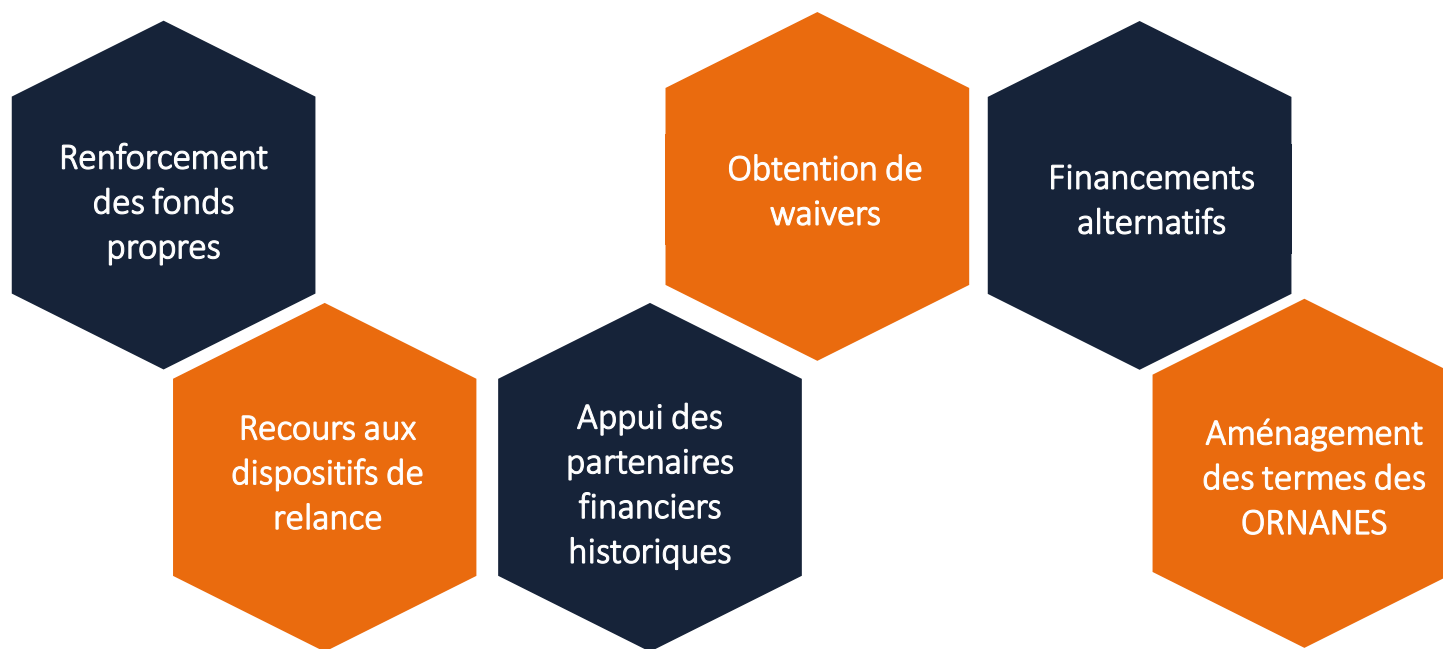 Renforcement
des fonds
propres
Recours aux
dispositifs de
relance
Appui des
partenaires
financiers
historiques
Obtention de
waivers
Financements
alternatifs
Aménagement
des termes des
ORNANES